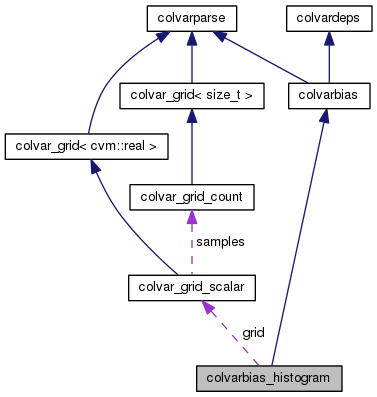 colvarparse
colvardeps
colvar_grid< size_t >
colvarbias
colvar_grid< cvm::real >
colvar_grid_count
samples
colvar_grid_scalar
grid
colvarbias_histogram